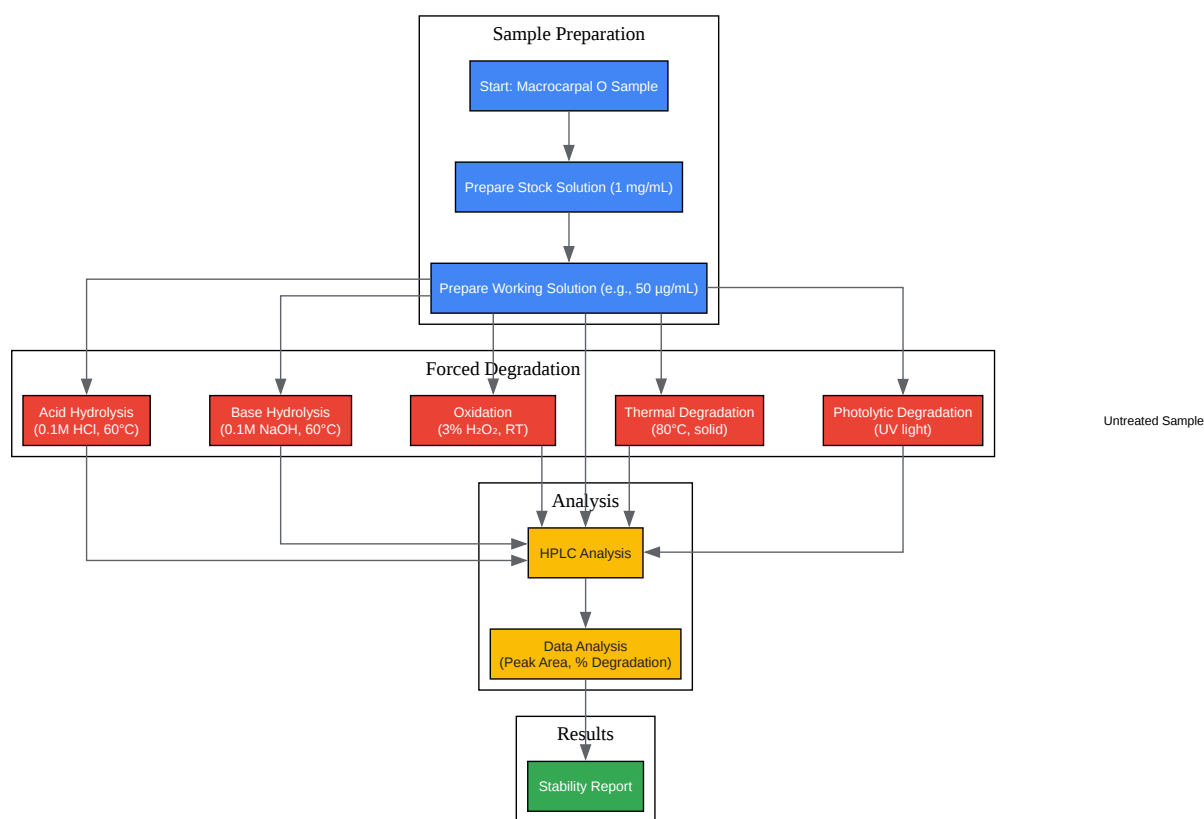 Sample Preparation
Start: Macrocarpal O Sample
Prepare Stock Solution (1 mg/mL)
Prepare Working Solution (e.g., 50 µg/mL)
Forced Degradation
Acid Hydrolysis
(0.1M HCl, 60°C)
Base Hydrolysis
(0.1M NaOH, 60°C)
Oxidation
(3% H₂O₂, RT)
Thermal Degradation
(80°C, solid)
Photolytic Degradation
(UV light)
Untreated Sample
Analysis
HPLC Analysis
Data Analysis
(Peak Area, % Degradation)
Results
Stability Report